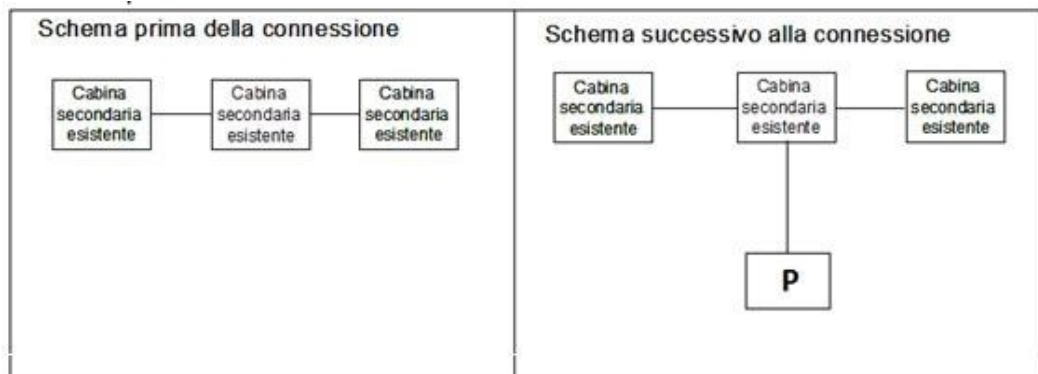 Schema prima della connessione
Cabina
secondaria
esistente
Cabina
secondaria
esistente
Cabina
secondaria
esistente
Schema successivo alla connessione
Cabina
secondaria
esistente
Cabina
secondaria
esistente
Cabina
secondaria
esistente
P